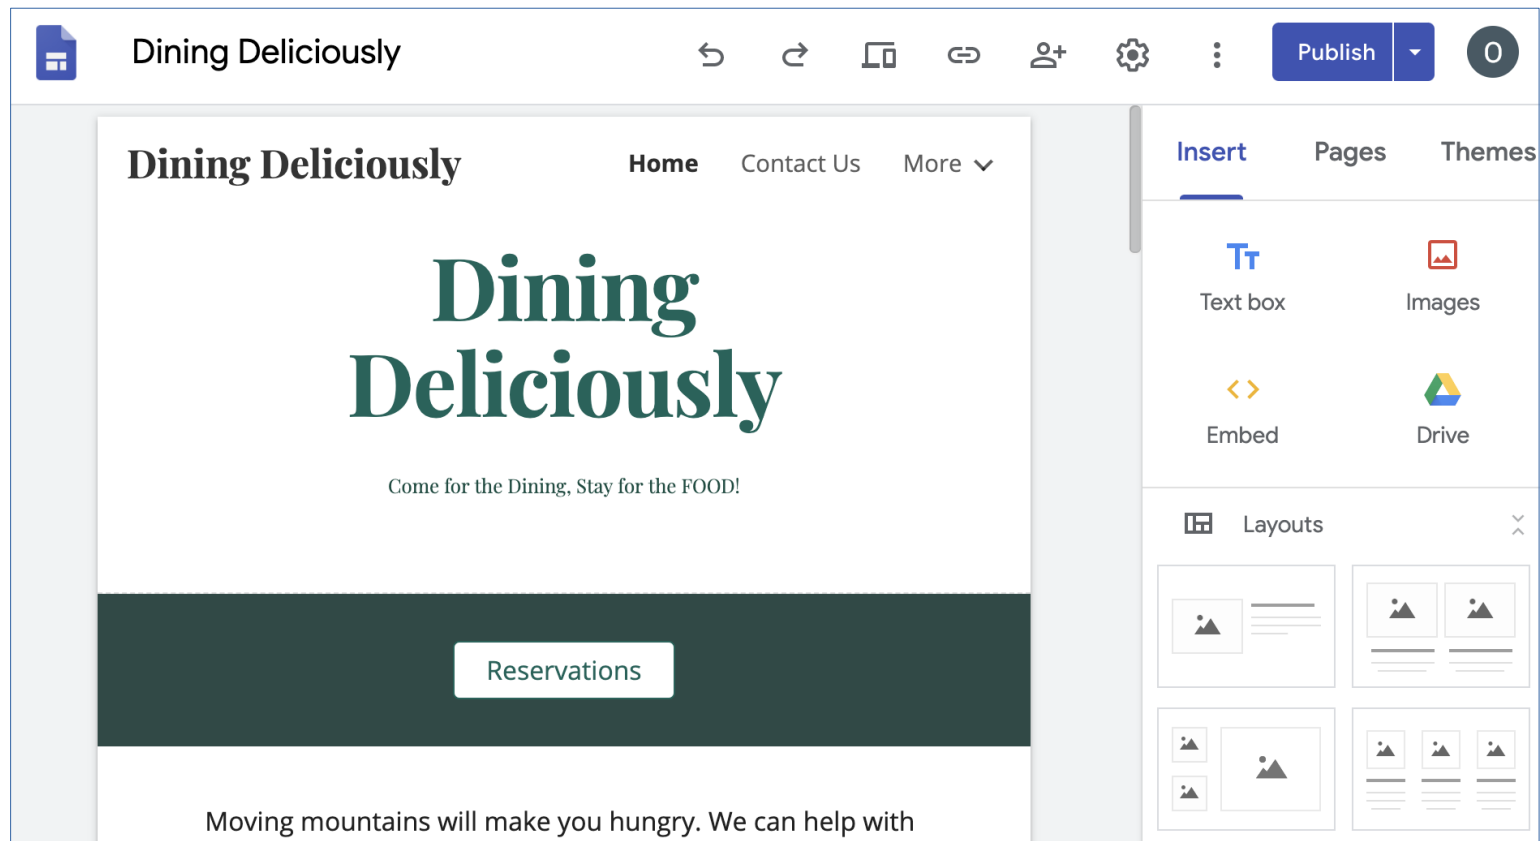 Dining Deliciously
Publish
O
Insert Pages Themes
Dining Deliciously
Home Contact Us More
Dining
Deliciously
Come for the Dining, Stay for the FOOD!
Reservations
Moving mountains will make you hungry. We can help with
Text box Images
Embed Drive
Layouts